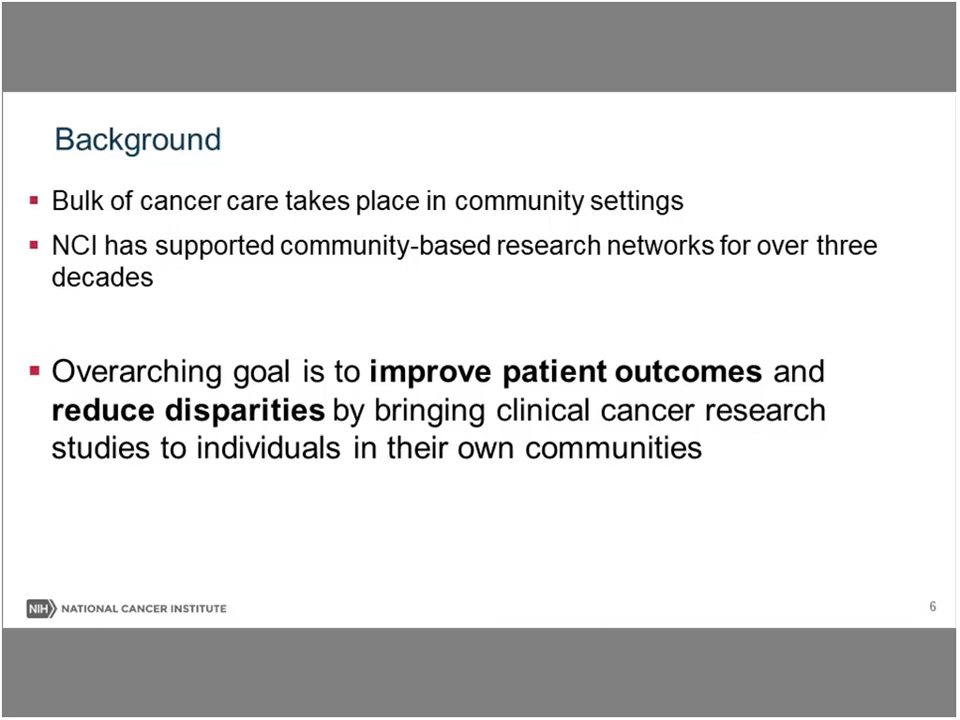 Background
▪ Bulk of cancer care takes place in community settings
▪ NCI has supported community-based research networks for over three
decades
▪ Overarching goal is to improve patient outcomes and
reduce disparities by bringing clinical cancer research
studies to individuals in their own communities
NIH NATIONAL CANCER INSTITUTE
6